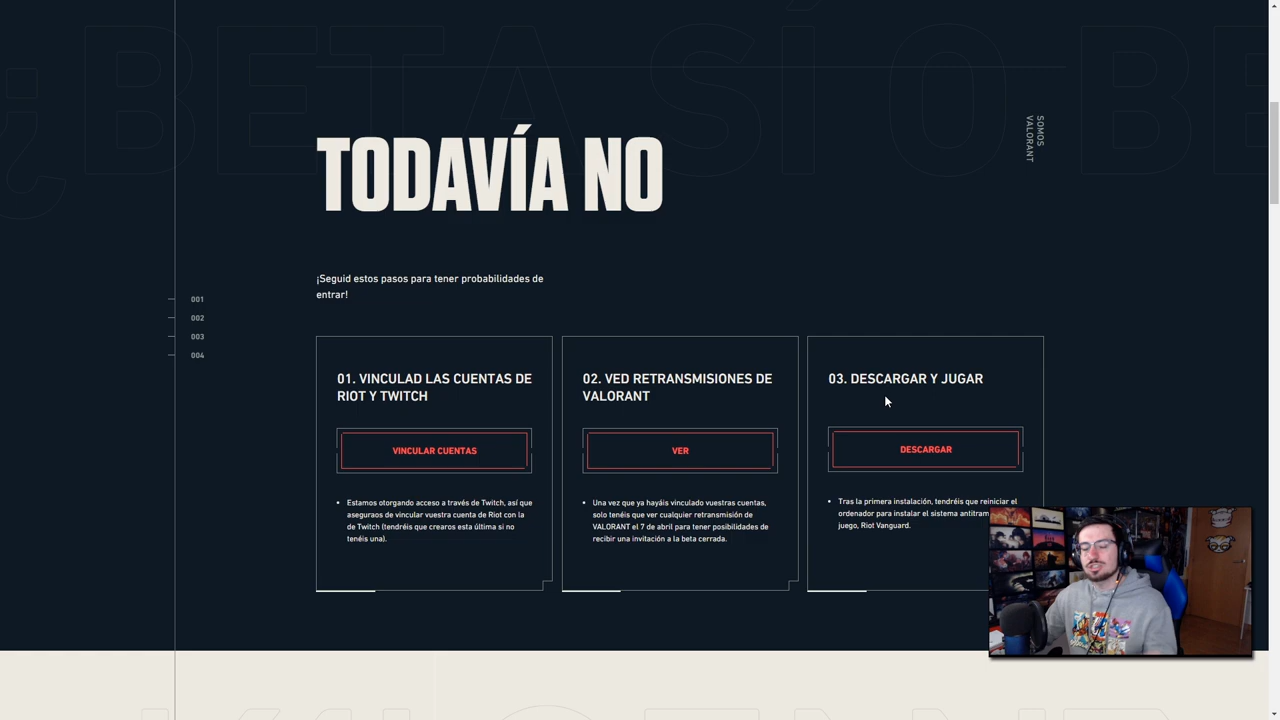 ¿BETA SÍ O BE
SOMOS
VALORANT
TODAVÍA NO
¡Seguid estos pasos para tener probabilidades de
entrar!
001
002
003
004
01. VINCULAD LAS CUENTAS DE
RIOT Y TWITCH
VINCULAR CUENTAS
Estamos otorgando acceso a través de Twitch, así que
aseguraos de vincular vuestra cuenta de Riot con la
de Twitch (tendréis que crearos esta última si no
tenéis una).
02. VED RETRANSMISIONES DE
VALORANT
VER
Una vez que ya hayáis vinculado vuestras cuentas,
solo tenéis que ver cualquier retransmisión de
VALORANT el 7 de abril para tener posibilidades de
recibir una invitación a la beta cerrada.
03. DESCARGAR Y JUGAR
DESCARGAR
Tras la primera instalación, tendréis que reiniciar el
ordenador para instalar el sistema
juego, Riot Vanguard.